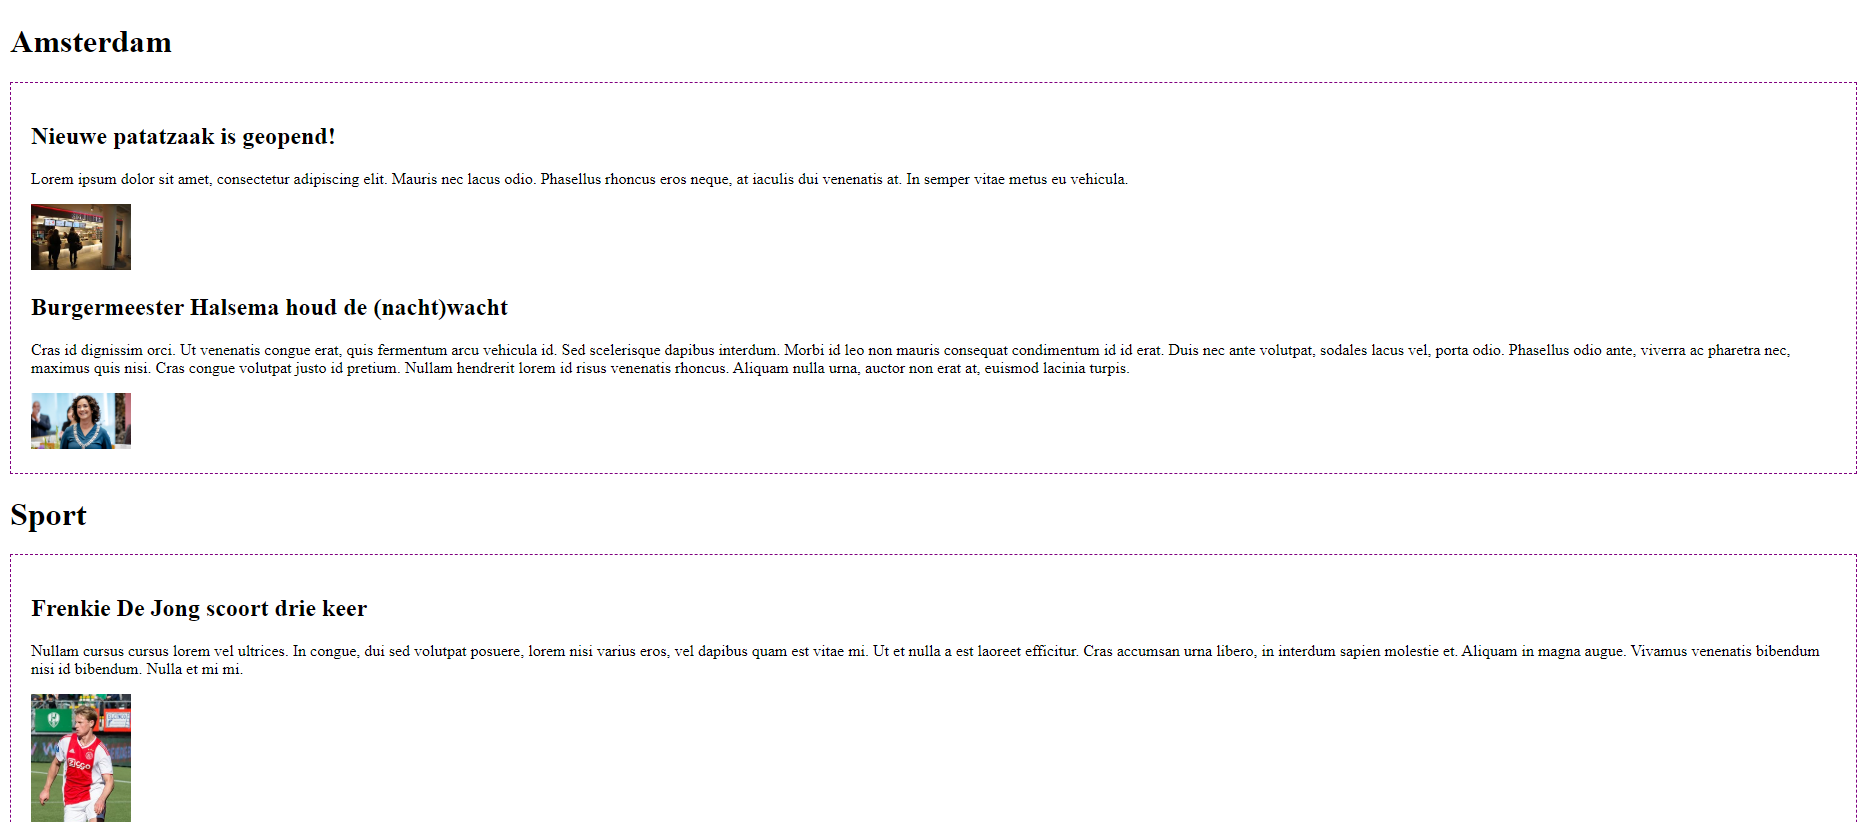 Amsterdam
Nieuwe patatzaak is geopend!
Lorem ipsum dolor sit amet, consectetur adipiscing elit. Mauris nec lacus odio. Phasellus rhoncus eros neque, at iaculis dui venenatis at. In semper vitae metus eu vehicula.
Burgermeester Halsema houd de (nacht)wacht
Cras id dignissim orci. Ut venenatis congue erat, quis fermentum arcu vehicula id. Sed scelerisque dapibus interdum. Morbi id leo non mauris consequat condimentum id id erat. Duis nec ante volutpat, sodales lacus vel, porta odio. Phasellus odio ante, viverra ac pharetra nec,
maximus quis nisi. Cras congue volutpat justo id pretium. Nullam hendrerit lorem id risus venenatis rhoncus. Aliquam nulla urna, auctor non erat at, euismod lacinia turpis.
Sport
Frenkie De Jong scoort drie keer
Nullam cursus cursus lorem vel ultrices. In congue, dui sed volutpat posuere, lorem nisi varius eros, vel dapibus quam est vitae mi. Ut et nulla a est laoreet efficitur. Cras accumsan urna libero, in interdum sapien molestie et. Aliquam in magna augue. Vivamus venenatis bibendum
nisi id bibendum. Nulla et mi mi.
Ziggo